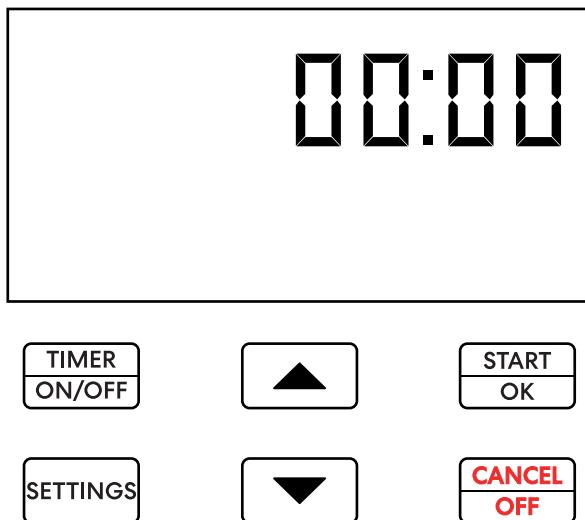 00:00
TIMER
ON/OFF
START
OK
SETTINGS
CANCEL
OFF